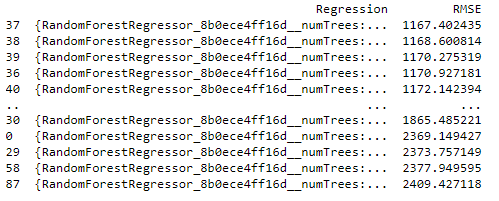 Regression RMSE
37 {RandomForestRegressor_8b0ece4ff16d__numTrees:... 1167.402435
38 {RandomForestRegressor_8b0ece4ff16d__numTrees:... 1168.600814
39 {RandomForestRegressor_8b0ece4ff16d__numTrees:... 1170.275319
36 {RandomForestRegressor_8b0ece4ff16d__numTrees:... 1170.927181
40 {RandomForestRegressor_8b0ece4ff16d__numTrees:... 1172.142394
.. ... ...
30 {RandomForestRegressor_8b0ece4ff16d__numTrees:... 1865.485221
0 {RandomForestRegressor_8b0ece4ff16d__numTrees:... 2369.149427
29 {RandomForestRegressor_8b0ece4ff16d__numTrees:... 2373.757149
58 {RandomForestRegressor_8b0ece4ff16d__numTrees:... 2377.949595
87 {RandomForestRegressor_8b0ece4ff16d__numTrees:... 2409.427118